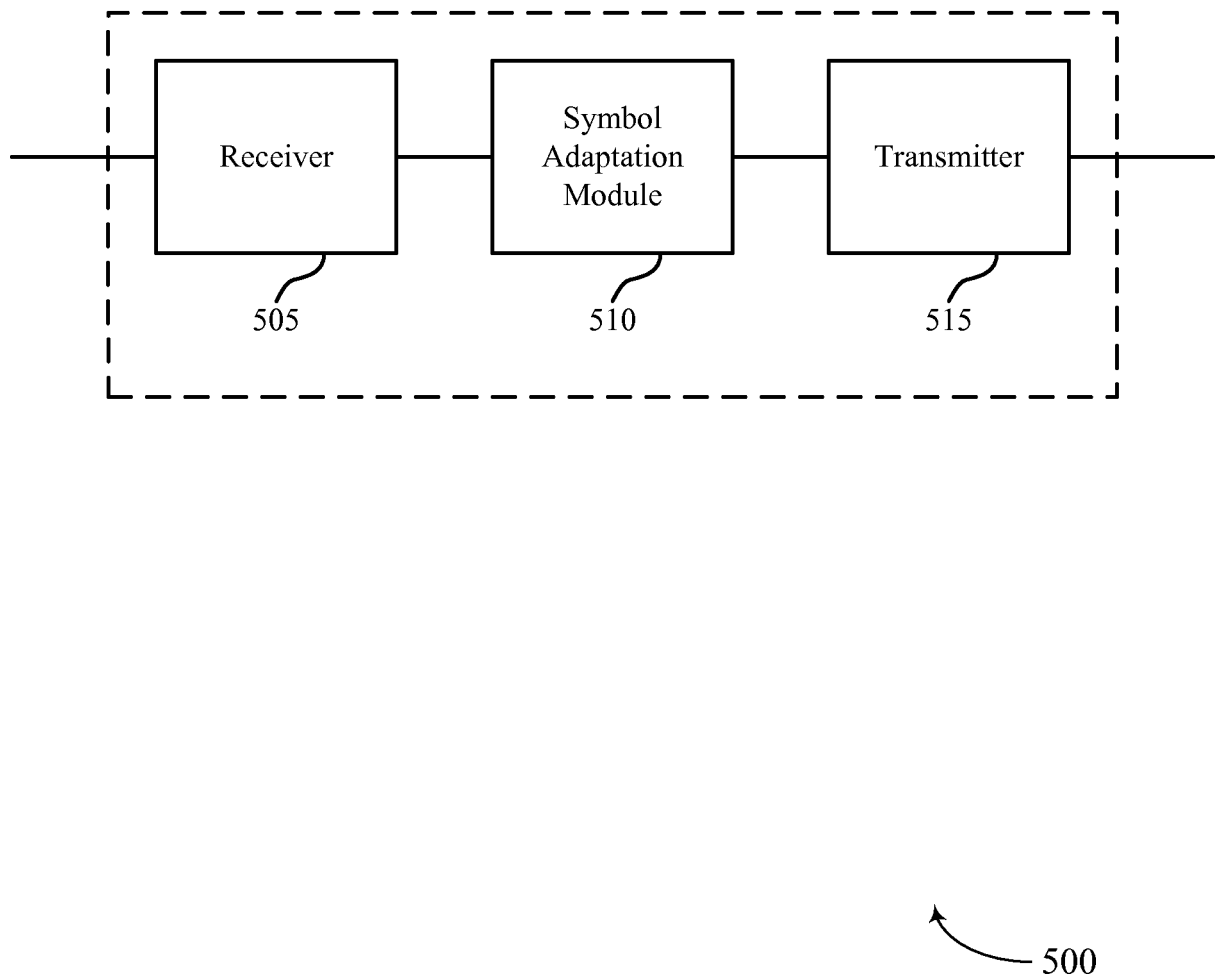 Receiver
Symbol
Adaptation
Module
Transmitter
505
510
515
500